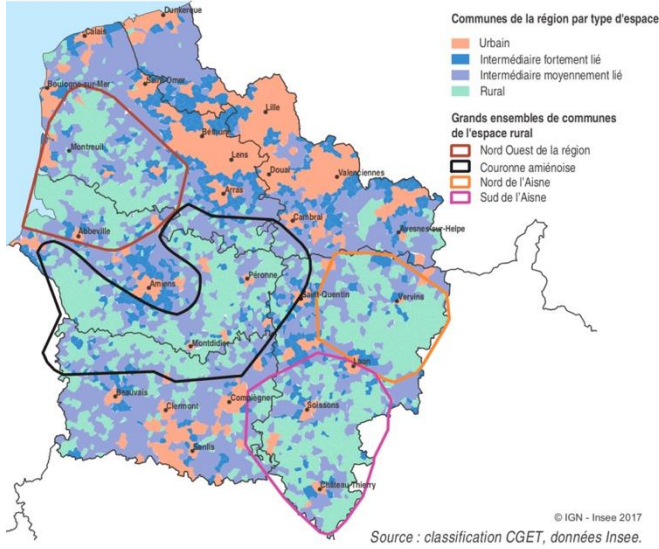 Communes de la région par type d'espace
Urbain
Intermédiaire fortement lié
Intermédiaire moyennement lié
Rural
Grands ensembles de communes
de l'espace rural
Nord Ouest de la région
Couronne amiénoise
Nord de l'Aisne
Sud de l'Aisne
Dunkerque
Calais
Boulogne-sur-Mer
Saint-Omer
Lille
Béthune
Montreuil
Lens
Douai
Valenciennes
Arras
Cambrai
Abbeville
Avesnes-sur-Helpe
Amiens
Péronne
Saint-Quentin
Vervins
Montdidier
Laon
Beauvais
Clermont
Compiègne
Soissons
Senlis
Château-Thierry
© IGN - Insee 2017
Source : classification CGET, données Insee.